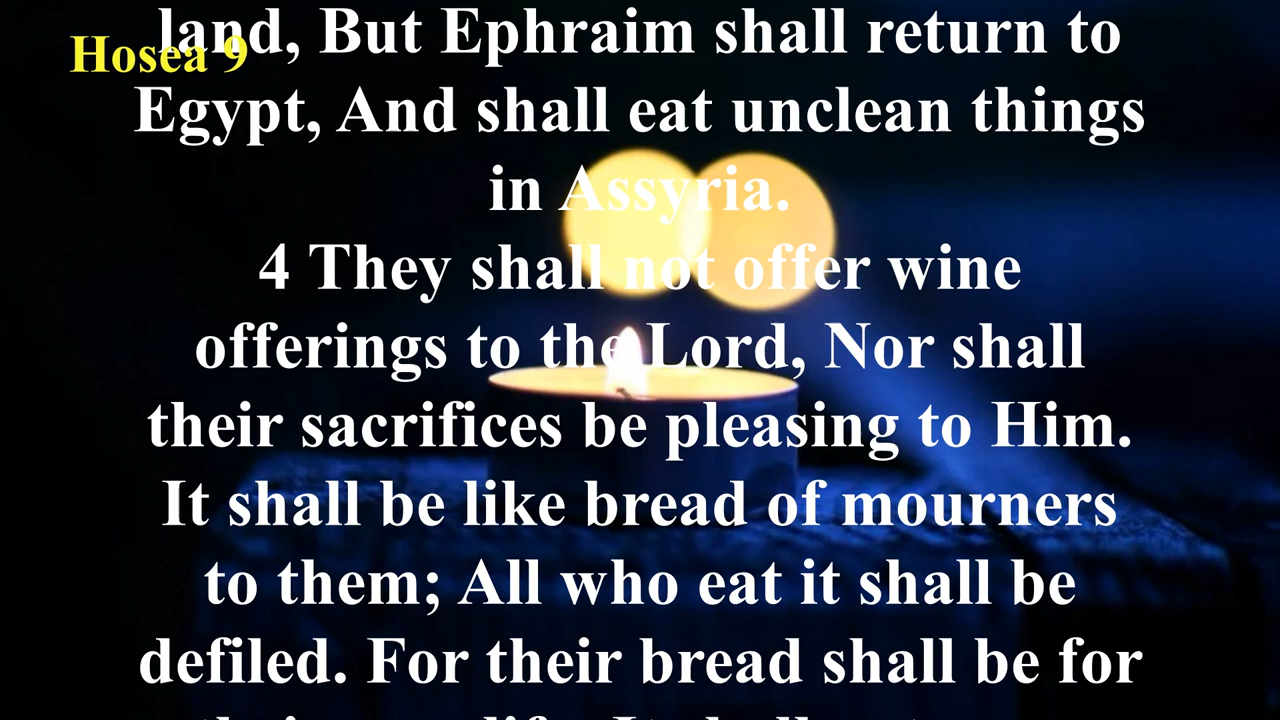 Hosea 9
land, But Ephraim shall return to
Egypt, And shall eat unclean things
in Assyria.
4 They shall not offer wine
offerings to the Lord, Nor shall
their sacrifices be pleasing to Him.
It shall be like bread of mourners
to them; All who eat it shall be
defiled. For their bread shall be for